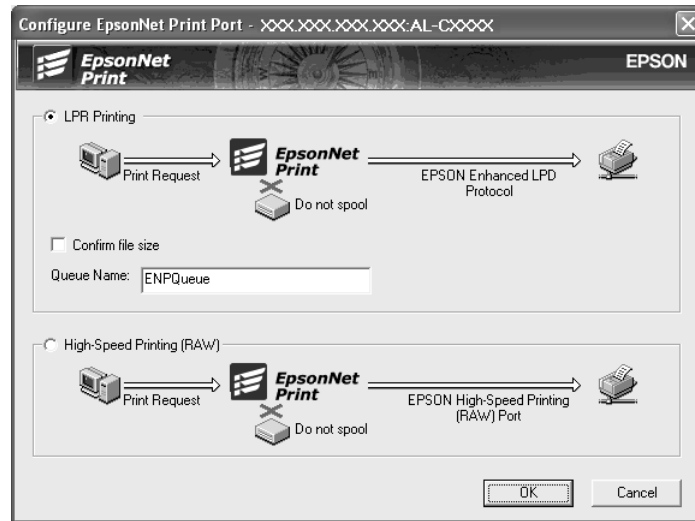 Configure EpsonNet Print Port - XXX.XXX.XXX.XXX:AL-CXXXX
EpsonNet
Print
EPSON
LPR Printing
Print Request
EpsonNet
Print
Do not spool
EPSON Enhanced LPD
Protocol
Confirm file size
Queue Name:
ENPQueue
High-Speed Printing (RAW)
Print Request
EpsonNet
Print
Do not spool
EPSON High-Speed Printing
(RAW) Port
OK
Cancel